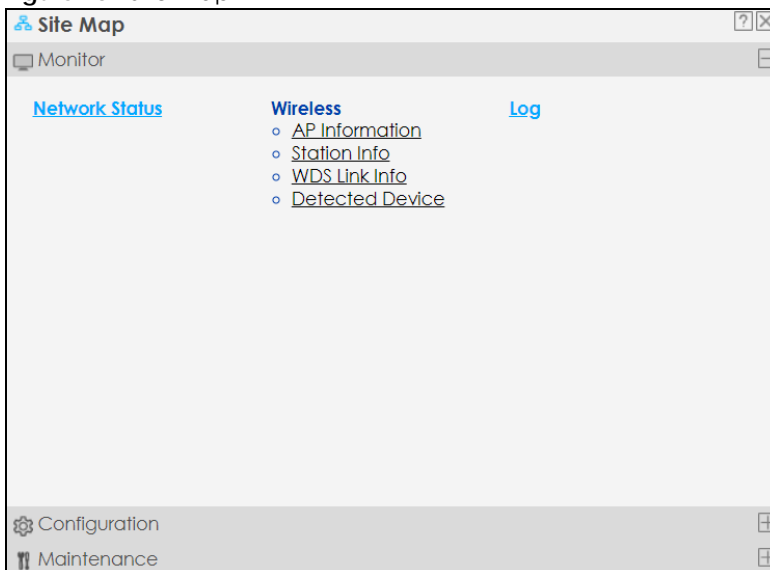 Site Map
Monitor
Network Status
Wireless
AP Information
Station Info
WDS Link Info
Detected Device
Log
Configuration
Maintenance